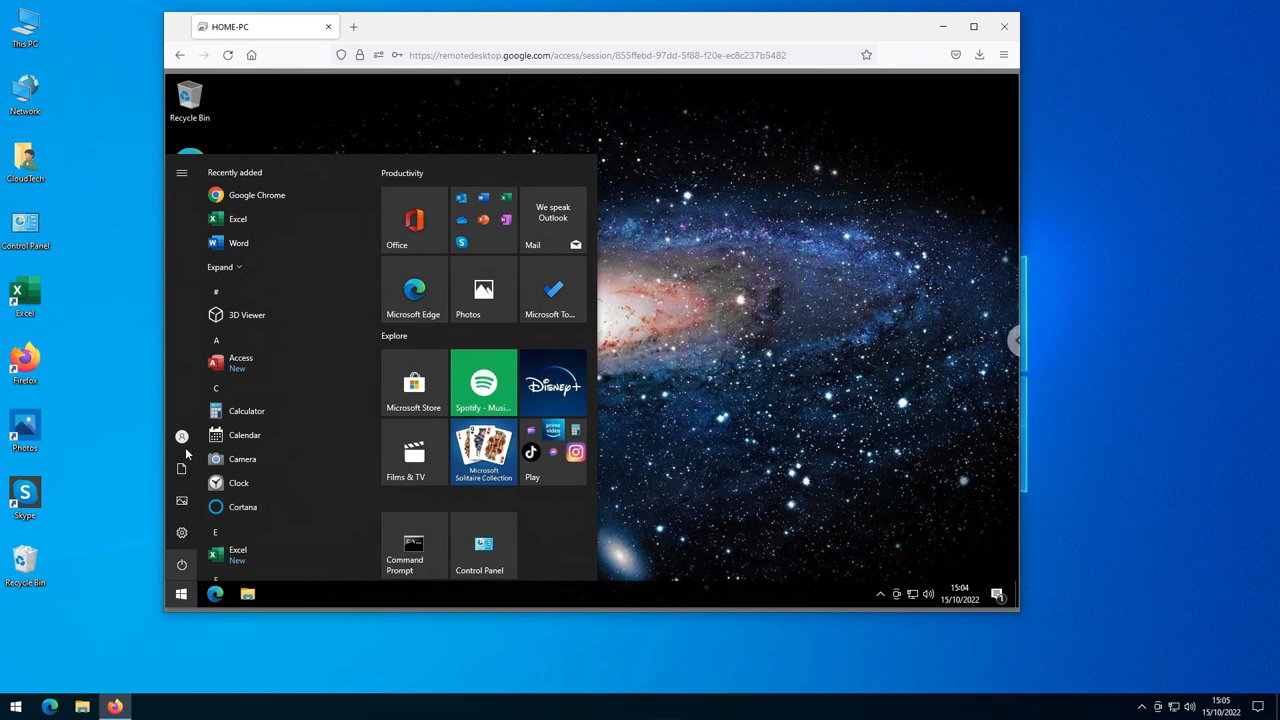 This PC
Network
CloudTech
Control Panel
Excel
Firefox
Photos
Skype
Recycle Bin
HOME-PC
https://remotedesktop.google.com/access/session/855ffebd-97dd-5f88-f20e-ec8c237b5482
Recycle Bin
Recently added
Google Chrome
Excel
Word
Expand
#
3D Viewer
A
Access
New
C
Calculator
Calendar
Camera
Clock
Cortana
E
Excel
New
Productivity
Office
We speak
Outlook
Mail
Microsoft Edge
Photos
Microsoft To...
Explore
Microsoft Store
Spotify - Musi...
Disney+
Films & TV
Microsoft
Solitaire Collection
prime video
Play
Command
Prompt
Control Panel
15:04
15/10/2022
1
15:05
15/10/2022